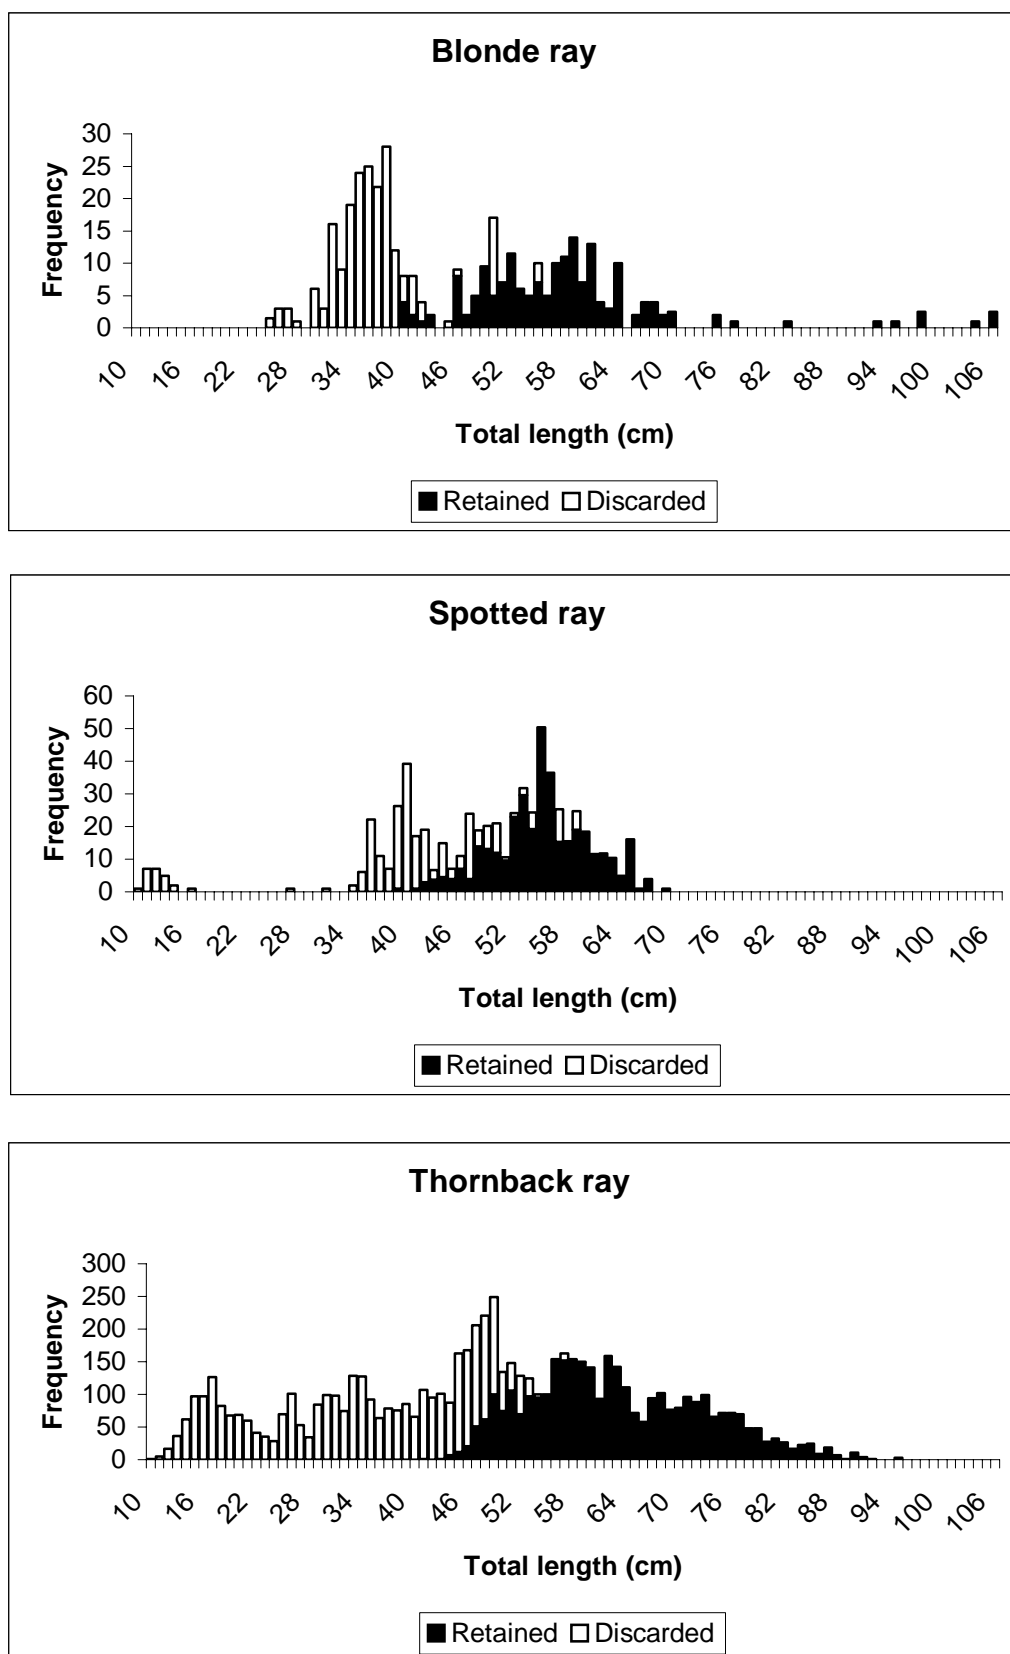 Blonde ray
30
25
20
15
10
5
0
Frequency
10 16 22 28 34 40 46 52 58 64 70 76 82 88 94 100 106
Total length (cm)
Retained Discarded
Spotted ray
60
50
40
30
20
10
0
Frequency
10 16 22 28 34 40 46 52 58 64 70 76 82 88 94 100 106
Total length (cm)
Retained Discarded
Thornback ray
300
250
200
150
100
50
0
Frequency
10 16 22 28 34 40 46 52 58 64 70 76 82 88 94 100 106
Total length (cm)
Retained Discarded